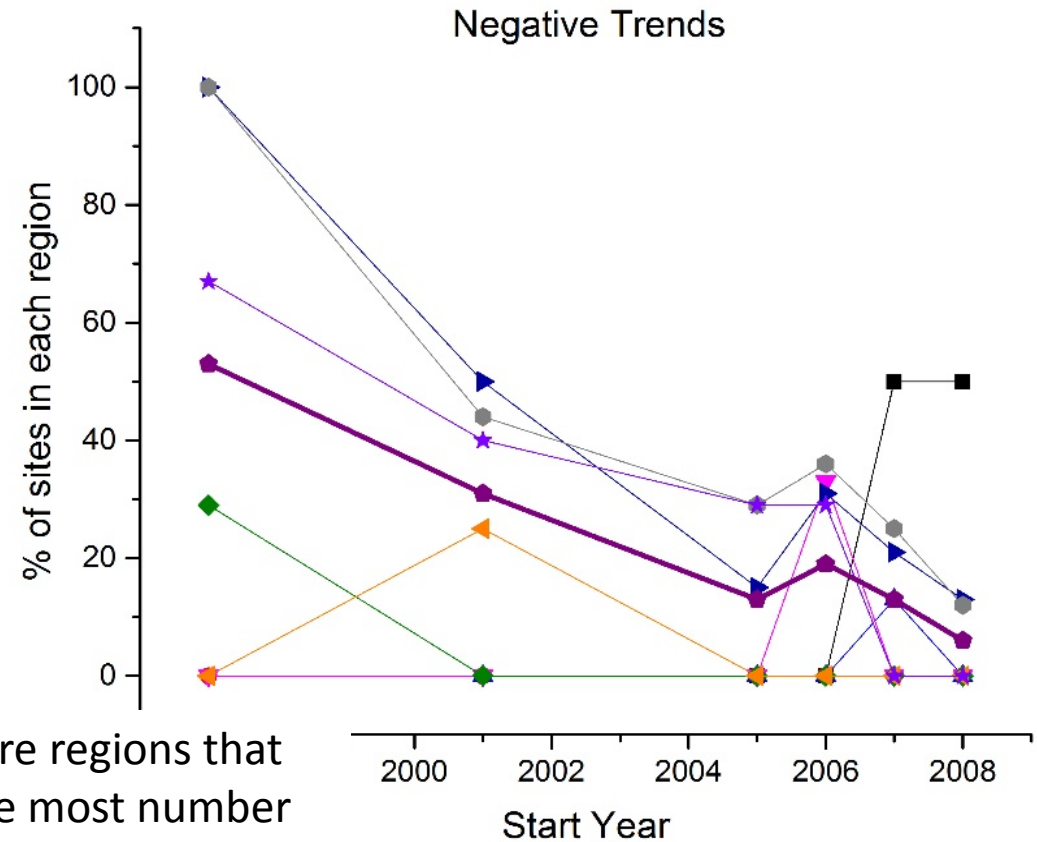 Negative Trends
% of sites in each region
100
80
60
40
20
0
re regions that
e most number
2000 2002 2004 2006 2008
Start Year